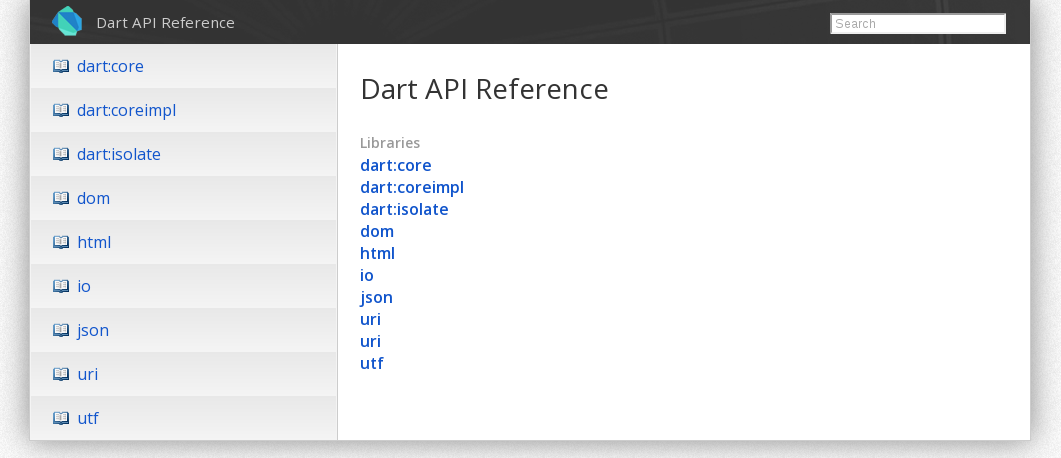 Dart API Reference
Search
dart:core
dart:coreimpl
dart:isolate
dom
html
io
json
uri
utf
Dart API Reference
Libraries
dart:core
dart:coreimpl
dart:isolate
dom
html
io
json
uri
uri
utf